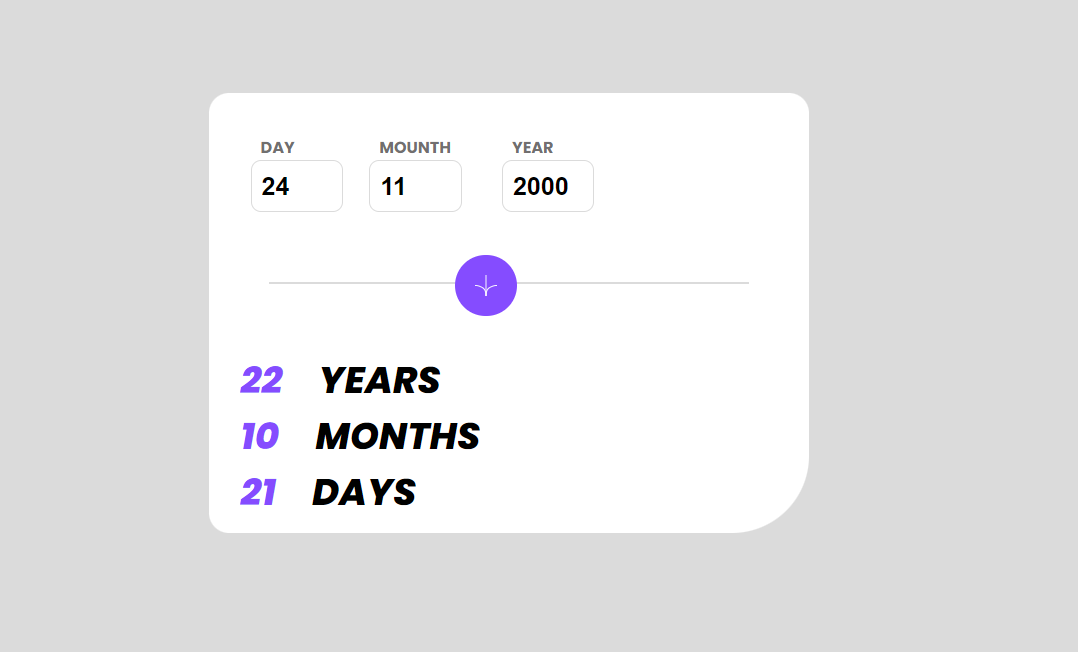 DAY MOUNTH YEAR
24 11 2000
22 YEARS
10 MONTHS
21 DAYS